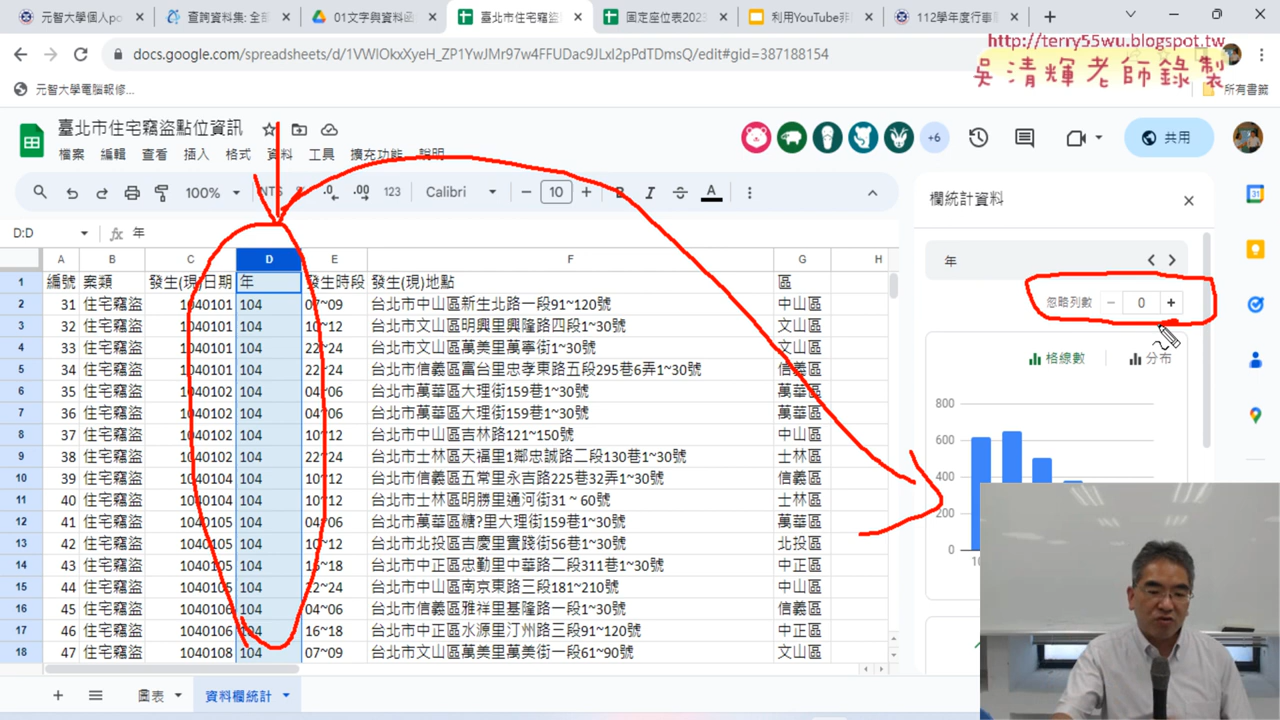 元智大學個人po
查詢資料集: 全部
01文字與資料函
臺北市住宅竊盜
固定座位表2023
利用YouTube非
112學年度行事曆
docs.google.com/spreadsheets/d/1VWIOkxXyeH_ZP1YwJMr97w4FFUDac9JLxI2pPdTDmsQ/edit#gid=387188154
http://terry55wu.blogspot.tw
吳清輝老師錄製
元智大學電腦報修...
所有書籤
臺北市住宅竊盜點位資訊
檔案 編輯 查看 插入 格式 資料 工具 擴充功能 說明
+6
共用
100% NT$ % .0 .00 123 Calibri 10 B I S A
D:D fx 年
A B C D E F G H
1 編號 案類 發生(現)日期 年 發生時段 發生(現)地點 區
2 31 住宅竊盜 1040101 104 07~09 台北市中山區新生北路一段91~120號 中山區
3 32 住宅竊盜 1040101 104 10~12 台北市文山區明興里興隆路四段1~30號 文山區
4 33 住宅竊盜 1040101 104 22~24 台北市文山區萬美里萬寧街1~30號 文山區
5 34 住宅竊盜 1040101 104 22~24 台北市信義區富台里忠孝東路五段295巷6弄1~30號 信義區
6 35 住宅竊盜 1040102 104 04~06 台北市萬華區大理街159巷1~30號 萬華區
7 36 住宅竊盜 1040102 104 04~06 台北市萬華區大理街159巷1~30號 萬華區
8 37 住宅竊盜 1040102 104 10~12 台北市中山區吉林路121~150號 中山區
9 38 住宅竊盜 1040102 104 22~24 台北市士林區天福里1鄰忠誠路二段130巷1~30號 士林區
10 39 住宅竊盜 1040104 104 10~12 台北市信義區五常里永吉路225巷32弄1~30號 信義區
11 40 住宅竊盜 1040104 104 10~12 台北市士林區明勝里通河街31 ~ 60號 士林區
12 41 住宅竊盜 1040105 104 04~06 台北市萬華區糖?里大理街159巷1~30號 萬華區
13 42 住宅竊盜 1040105 104 10~12 台北市北投區吉慶里實踐街56巷1~30號 北投區
14 43 住宅竊盜 1040105 104 16~18 台北市中正區忠勤里中華路二段311巷1~30號 中正區
15 44 住宅竊盜 1040105 104 22~24 台北市中山區南京東路三段181~210號 中山區
16 45 住宅竊盜 1040106 104 04~06 台北市信義區雅祥里基隆路一段1~30號 信義區
17 46 住宅竊盜 1040106 104 16~18 台北市中正區水源里汀州路三段91~120號 中正區
18 47 住宅竊盜 1040108 104 07~09 台北市文山區萬美里萬美街一段61~90號 文山區
圖表
資料欄統計
欄統計資料
年
忽略列數 − 0 +
格線數 分布
800
600
400
200
0